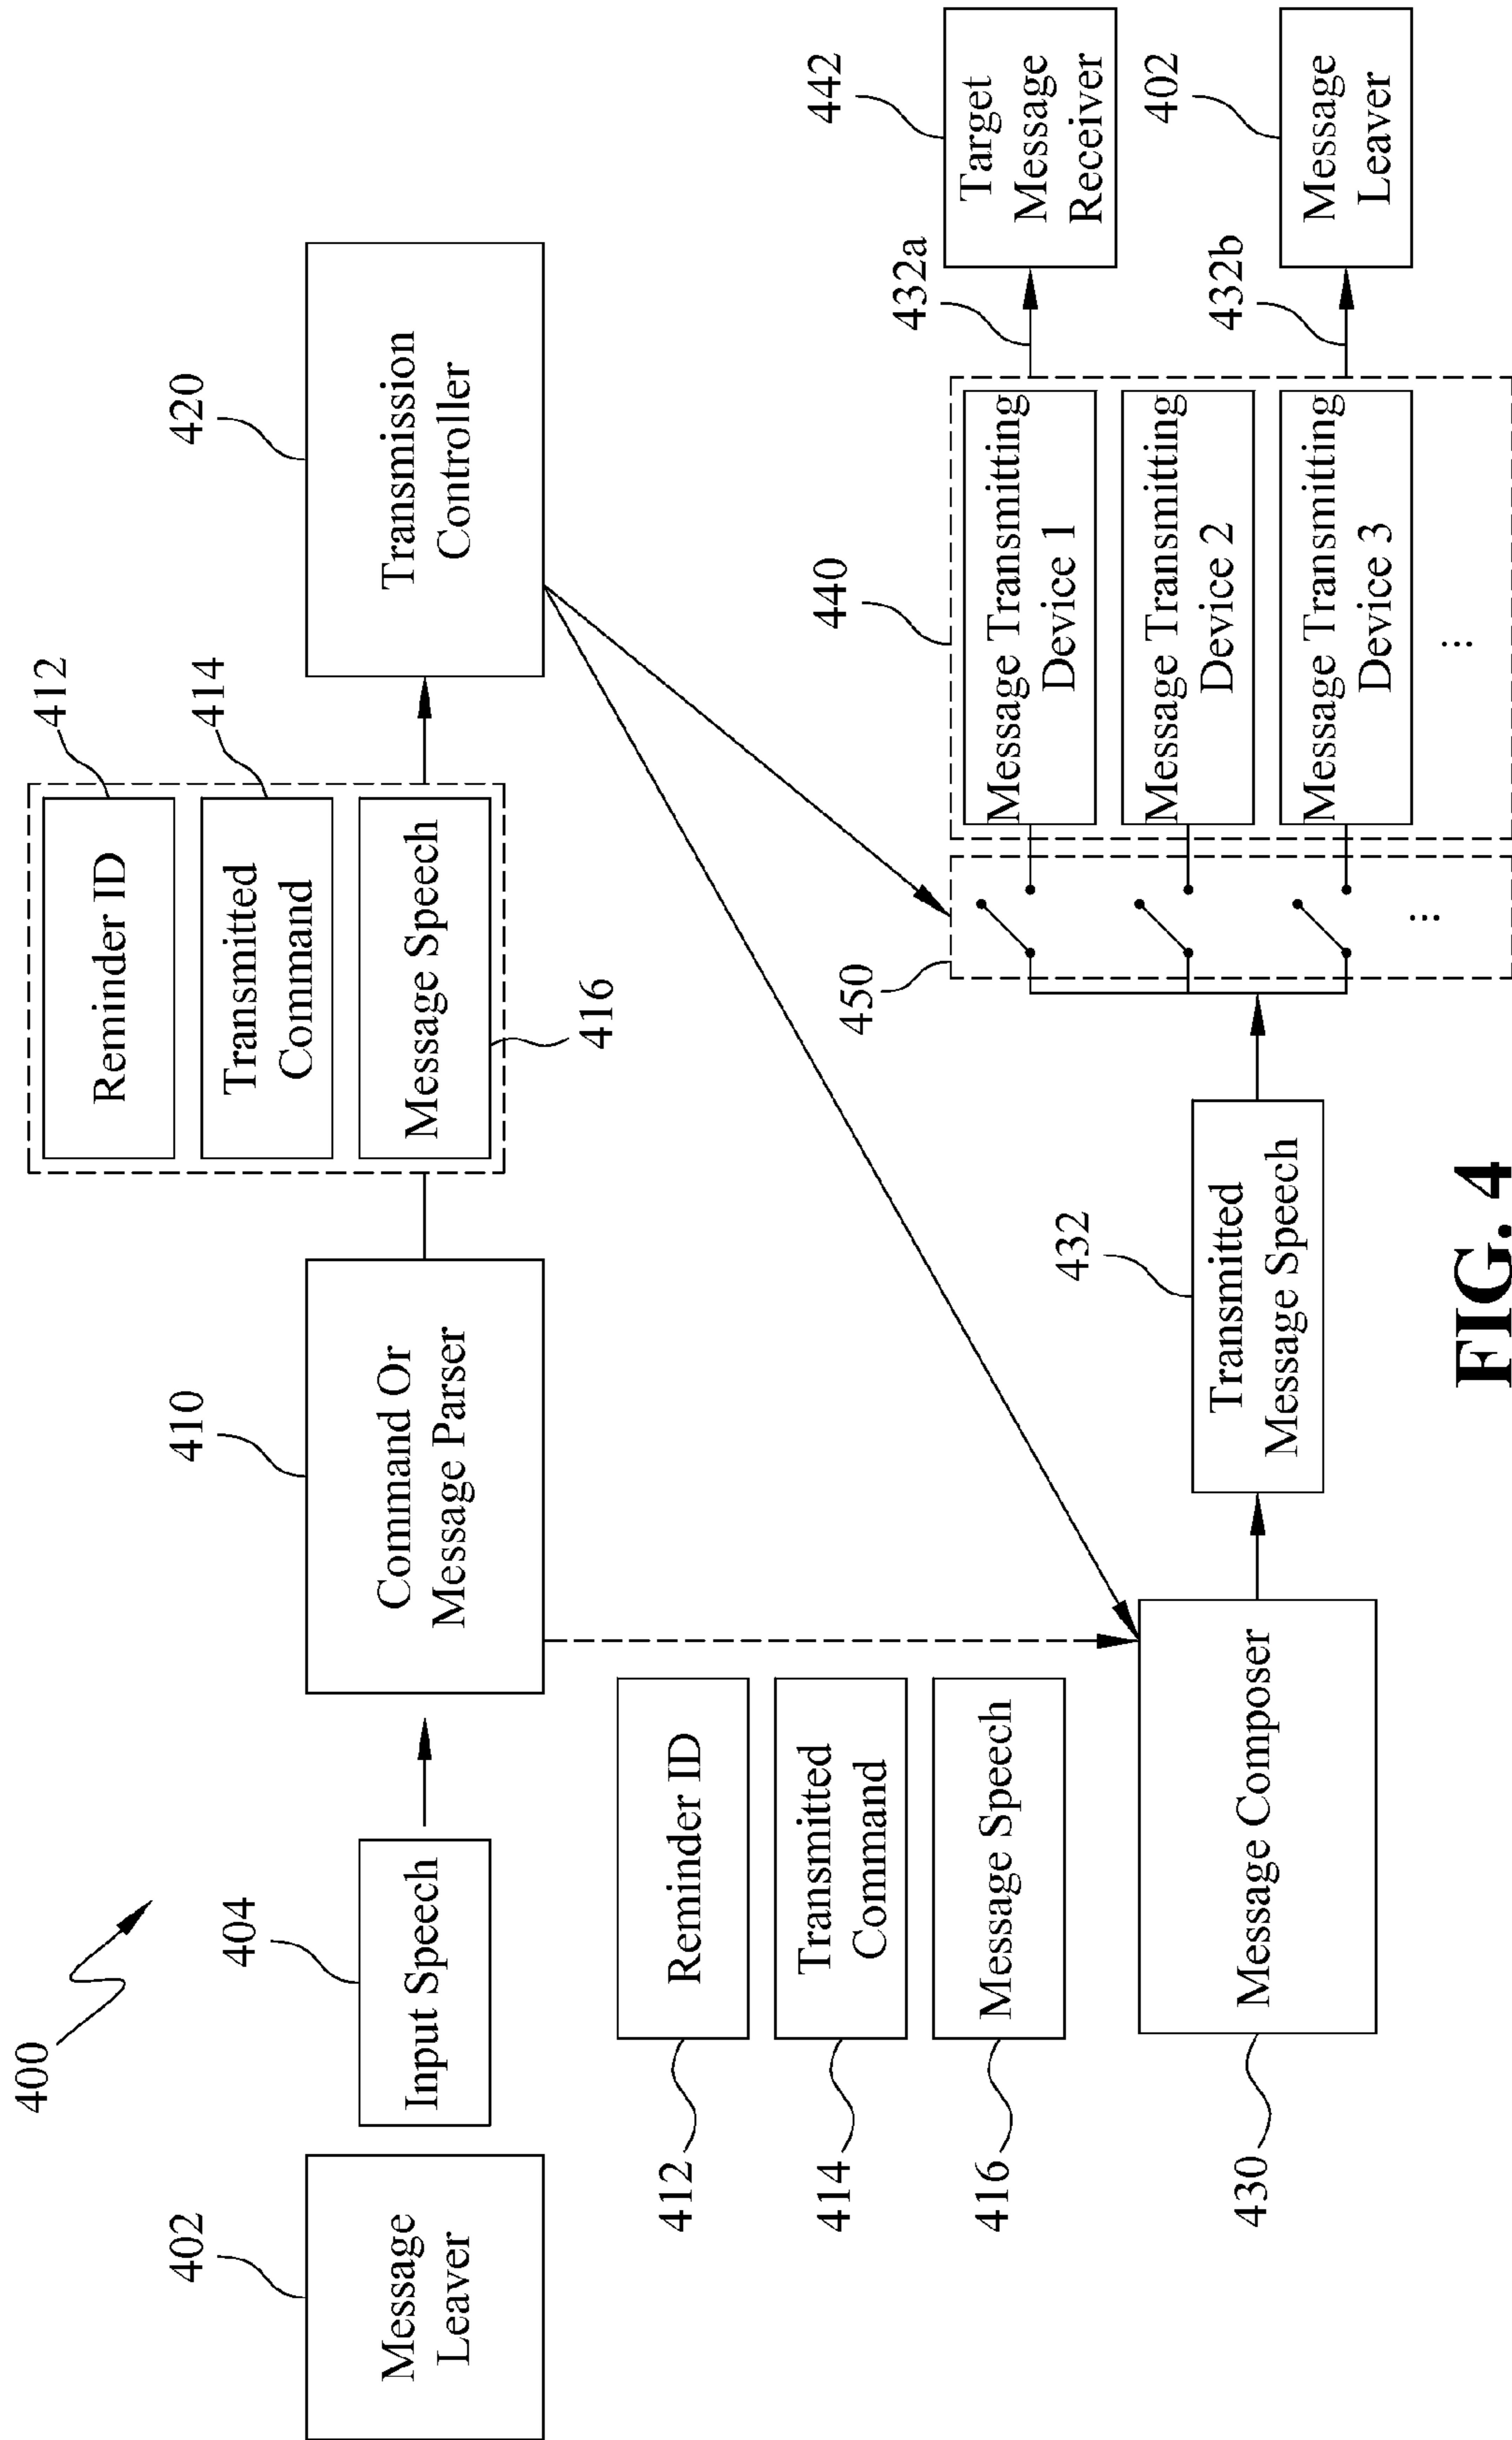 400
402
Message
Leaver
404
Input Speech
410
Command Or
Message Parser
412
Reminder ID
414
Transmitted
Command
Message Speech
416
420
Transmission
Controller
412
Reminder ID
414
Transmitted
Command
416
Message Speech
430
Message Composer
432
Transmitted
Message Speech
450
...
440
Message Transmitting
Device 1
Message Transmitting
Device 2
Message Transmitting
Device 3
...
432a
442
Target
Message
Receiver
432b
402
Message
Leaver
FIG. 4